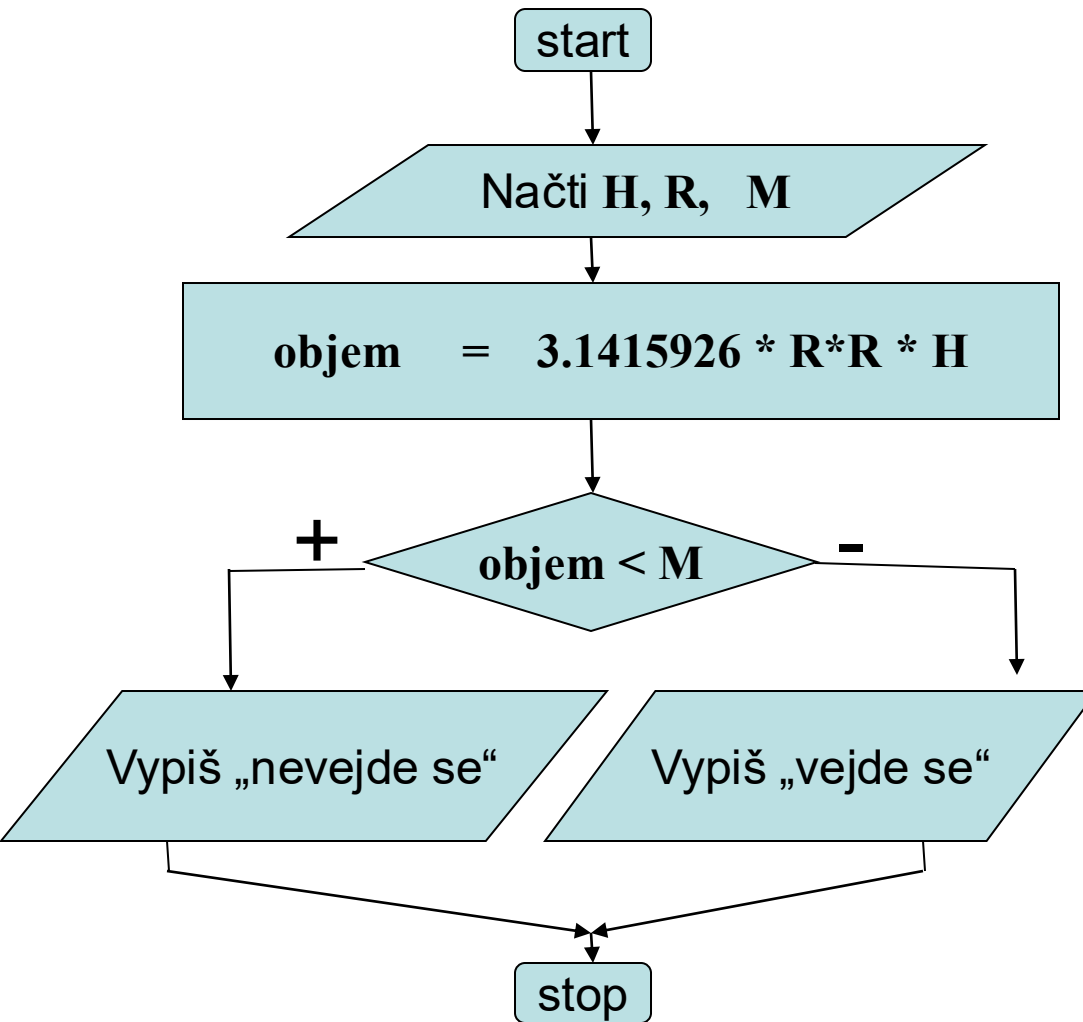 start
Načti H, R, M
objem = 3.1415926 * R*R * H
+ -
objem < M
Vypiš „nevejde se“
Vypiš „vejde se“
stop